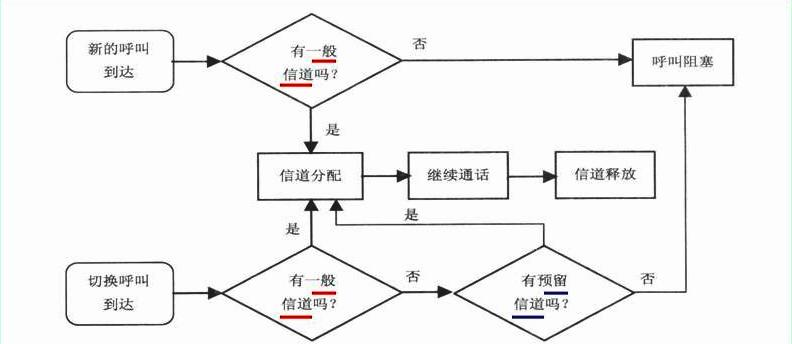 新的呼叫
到达
有一般
信道吗?
否
呼叫阻塞
是
信道分配
继续通话
信道释放
是
是
切换呼叫
到达
有一般
信道吗?
否
有预留
信道吗?
否